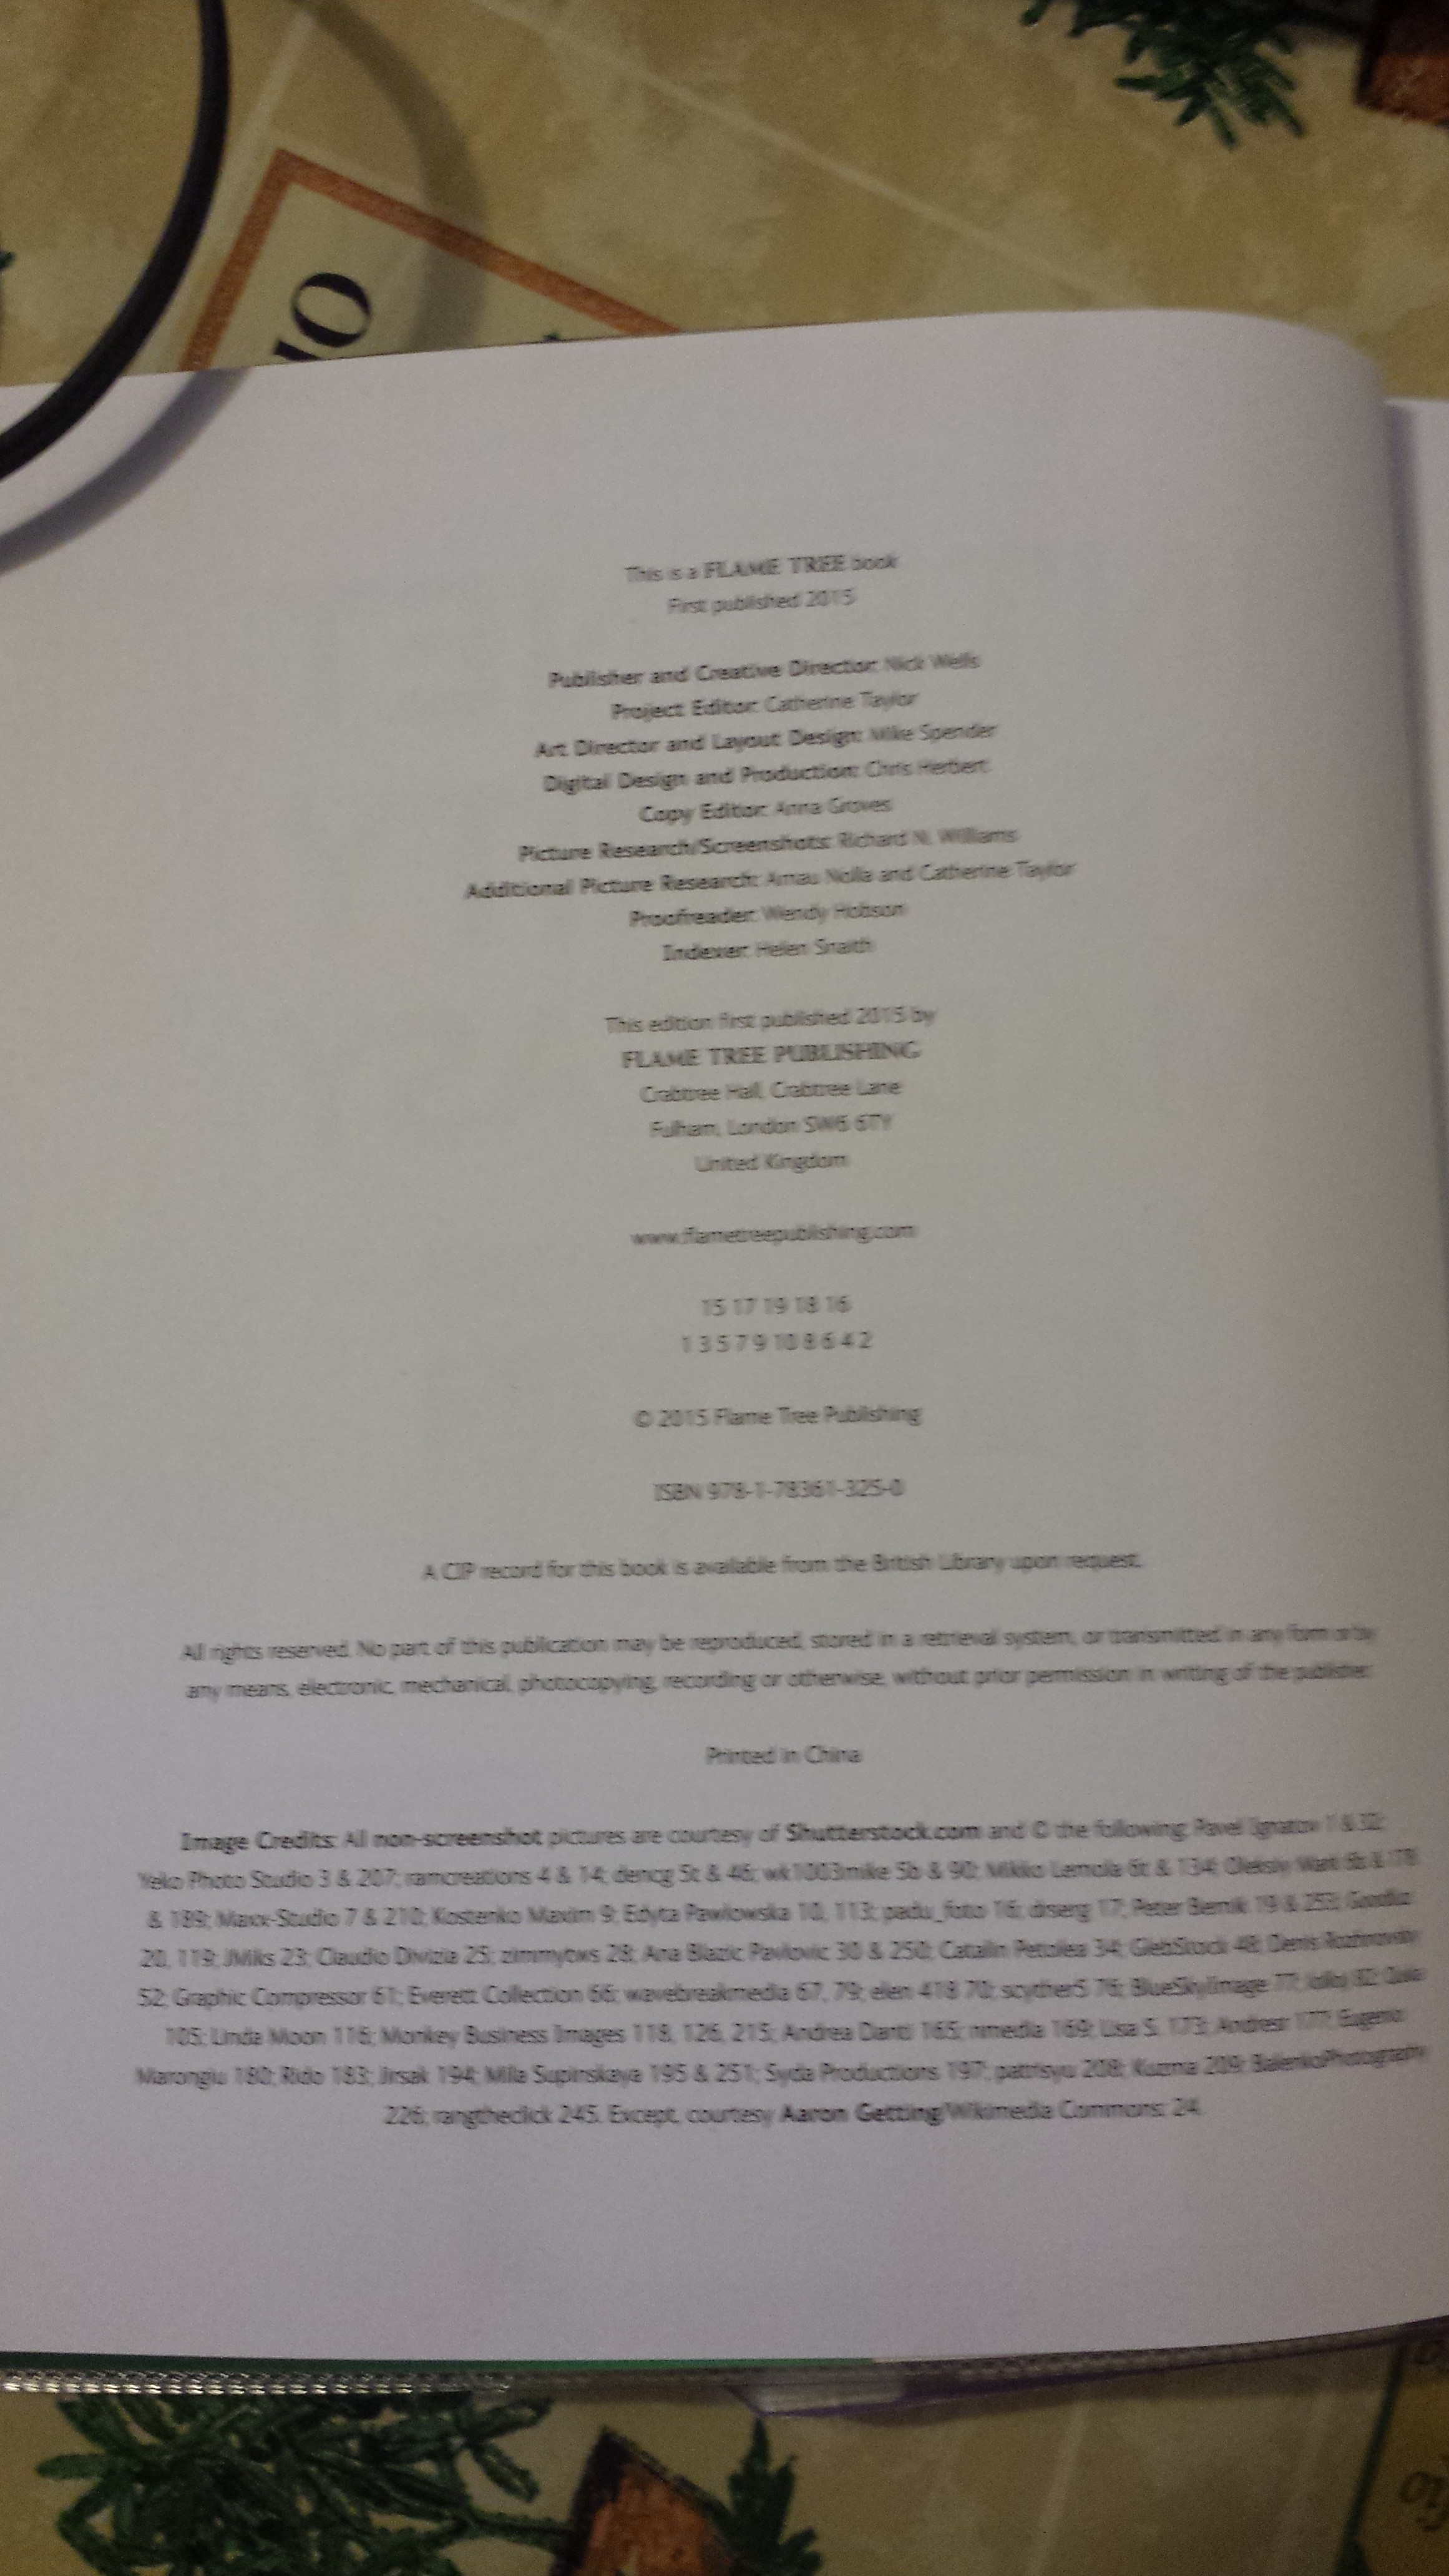 IO
This is a FLAME TREE book
First published 2015
Publisher and Creative Director: Nick Wells
Project Editor: Catherine Taylor
Art Director and Layout Design: Mike Spender
Digital Design and Production: Chris Herbert
Copy Editor: Anna Groves
Picture Research/Screenshots: Richard N. Williams
Additional Picture Research: Arnau Nolla and Catherine Taylor
Proofreader: Wendy Hobson
Indexer: Helen Snaith
This edition first published 2015 by
FLAME TREE PUBLISHING
Crabtree Hall, Crabtree Lane
Fulham, London SW6 6TY
United Kingdom
www.flametreepublishing.com
15 17 19 18 16
1 3 5 7 9 10 8 6 4 2
© 2015 Flame Tree Publishing
ISBN 978-1-78361-325-0
A CIP record for this book is available from the British Library upon request.
All rights reserved. No part of this publication may be reproduced, stored in a retrieval system, or transmitted in any form or by
any means, electronic, mechanical, photocopying, recording or otherwise, without prior permission in writing of the publisher.
Printed in China
Image Credits: All non-screenshot pictures are courtesy of Shutterstock.com and © the following: Pavel Ignatov 1 & 32;
Yeko Photo Studio 3 & 207; ramcreations 4 & 14; dencg 5t & 46; wk1003mike 5b & 90; Mikko Lemola 6t & 134; Oleksiy Mark 6b & 178
& 189; Maxx-Studio 7 & 210; Kostenko Maxim 9; Edyta Pawlowska 10, 113; padu_foto 16; drserg 17; Peter Bernik 19 & 253; Goodluz
20, 119; JMiks 23; Claudio Divizia 25; zimmytws 28; Ana Blazic Pavlovic 30 & 250; Catalin Petolea 34; GlebStock 48; Denis Rozhnovsky
52; Graphic Compressor 61; Everett Collection 66; wavebreakmedia 67, 79; elen 418 70; scyther5 76; BlueSkyImage 77; lolloj 82;
105; Linda Moon 116; Monkey Business Images 118, 126, 215; Andrea Danti 165; nmedia 169; Lisa S. 173; Andresr 177; Eugenio
Marongiu 180; Rido 183; Jirsak 194; Mila Supinskaya 195 & 251; Syda Productions 197; patrisyu 208; Kuzma 209; BalenkoPhotography
226; rangtheclick 245. Except, courtesy Aaron Getting/Wikimedia Commons: 24.